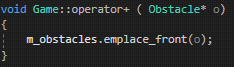 void Game::operator+ ( Obstacle* o)
{
m_obstacles.emplace_front(o);
}